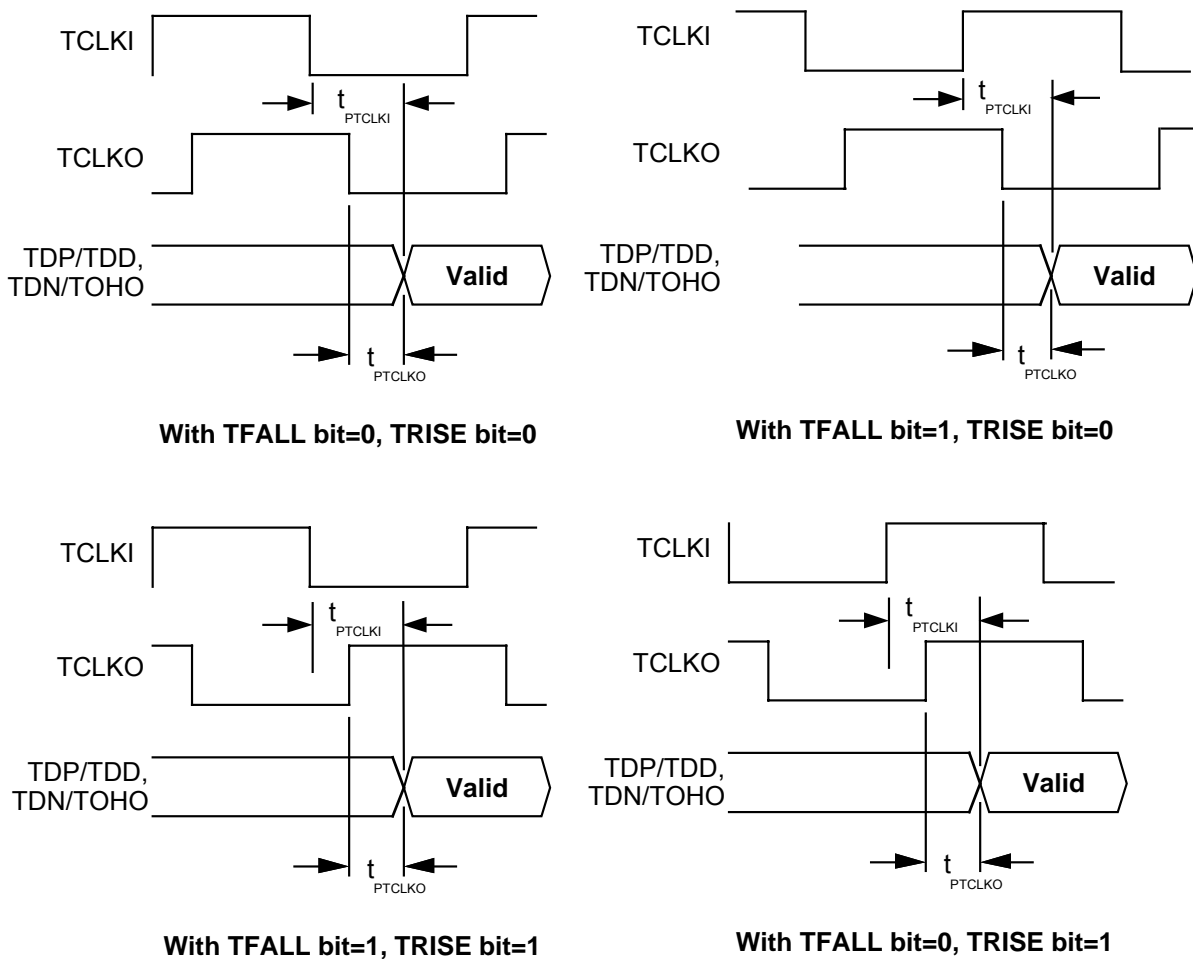 TCLKI
t
PTCLKI
TCLKO
TDP/TDD,
TDN/TOHO
Valid
t
PTCLKO
With TFALL bit=0, TRISE bit=0
TCLKI
t
PTCLKI
TCLKO
TDP/TDD,
TDN/TOHO
Valid
t
PTCLKO
With TFALL bit=1, TRISE bit=0
TCLKI
t
PTCLKI
TCLKO
TDP/TDD,
TDN/TOHO
Valid
t
PTCLKO
With TFALL bit=1, TRISE bit=1
TCLKI
t
PTCLKI
TCLKO
TDP/TDD,
TDN/TOHO
Valid
t
PTCLKO
With TFALL bit=0, TRISE bit=1